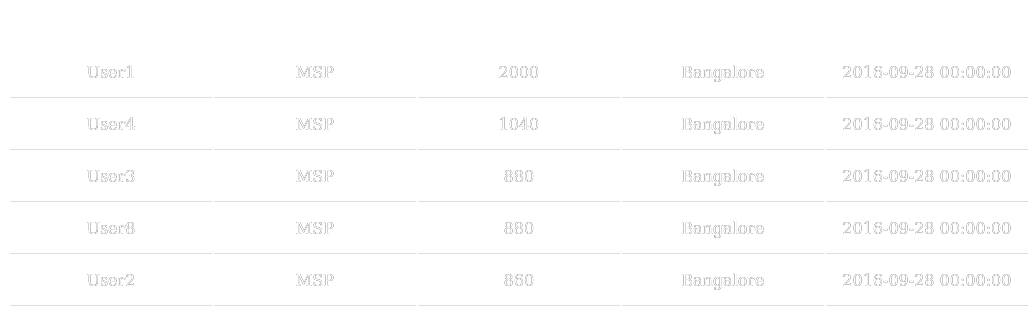 User1 MSP 2000 Bangalore 2016-09-28 00:00:00
User4 MSP 1040 Bangalore 2016-09-28 00:00:00
User3 MSP 880 Bangalore 2016-09-28 00:00:00
User6 MSP 880 Bangalore 2016-09-28 00:00:00
User2 MSP 860 Bangalore 2016-09-28 00:00:00